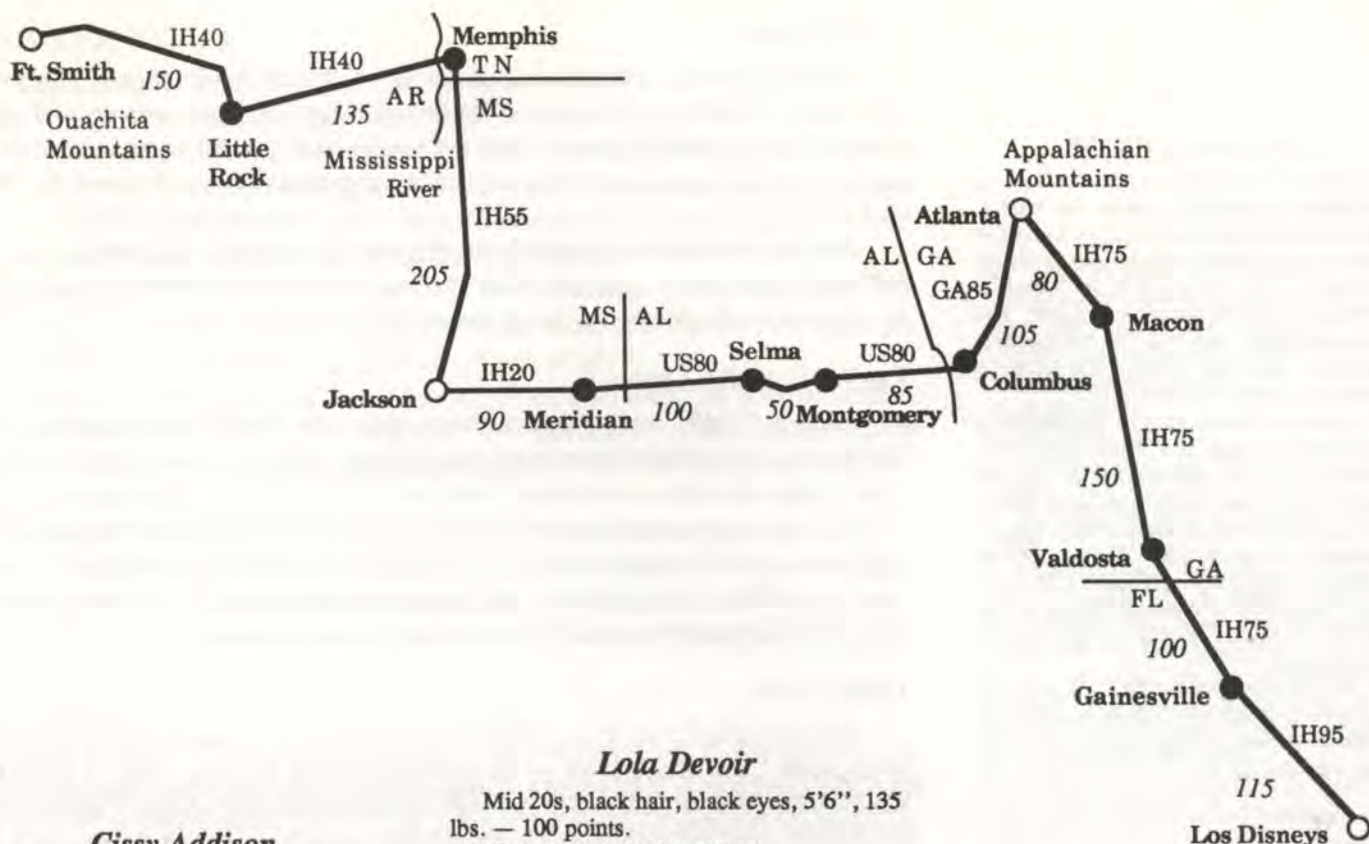 IH40
Ft. Smith
150
Ouachita
Mountains
Little
Rock
IH40
135
Memphis
TN
AR
MS
Mississippi
River
IH55
205
Jackson
IH20
90
Meridian
MS AL
US80
100
Selma
50
Montgomery
US80
85
AL GA
Columbus
GA85
105
Appalachian
Mountains
Atlanta
IH75
80
Macon
IH75
150
Valdosta
GA
FL
IH75
100
Gainesville
IH95
115
Los Disneys
Lola Devoir
Mid 20s, black hair, black eyes, 5'6", 135
lbs. — 100 points.
Cissy Addison